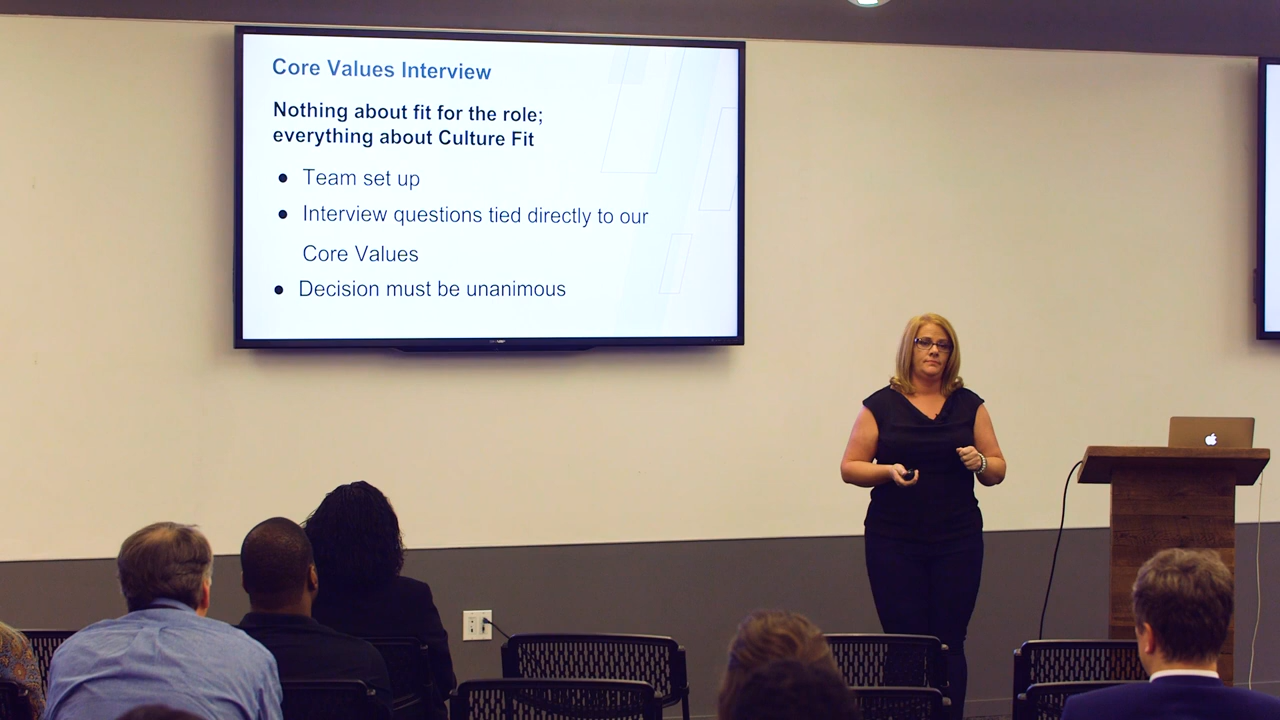 Core Values Interview
Nothing about fit for the role;
everything about Culture Fit
● Team set up
● Interview questions tied directly to our
Core Values
● Decision must be unanimous